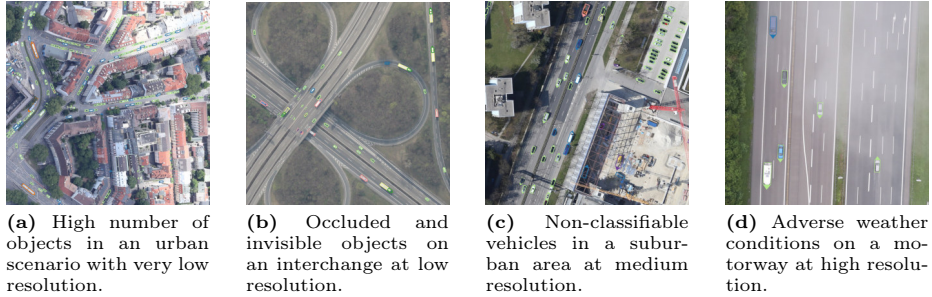 (a) High number of
objects in an urban
scenario with very low
resolution.
(b) Occluded and
invisible objects on
an interchange at low
resolution.
(c) Non-classifiable
vehicles in a subur-
ban area at medium
resolution.
(d) Adverse weather
conditions on a mo-
torway at high resolu-
tion.